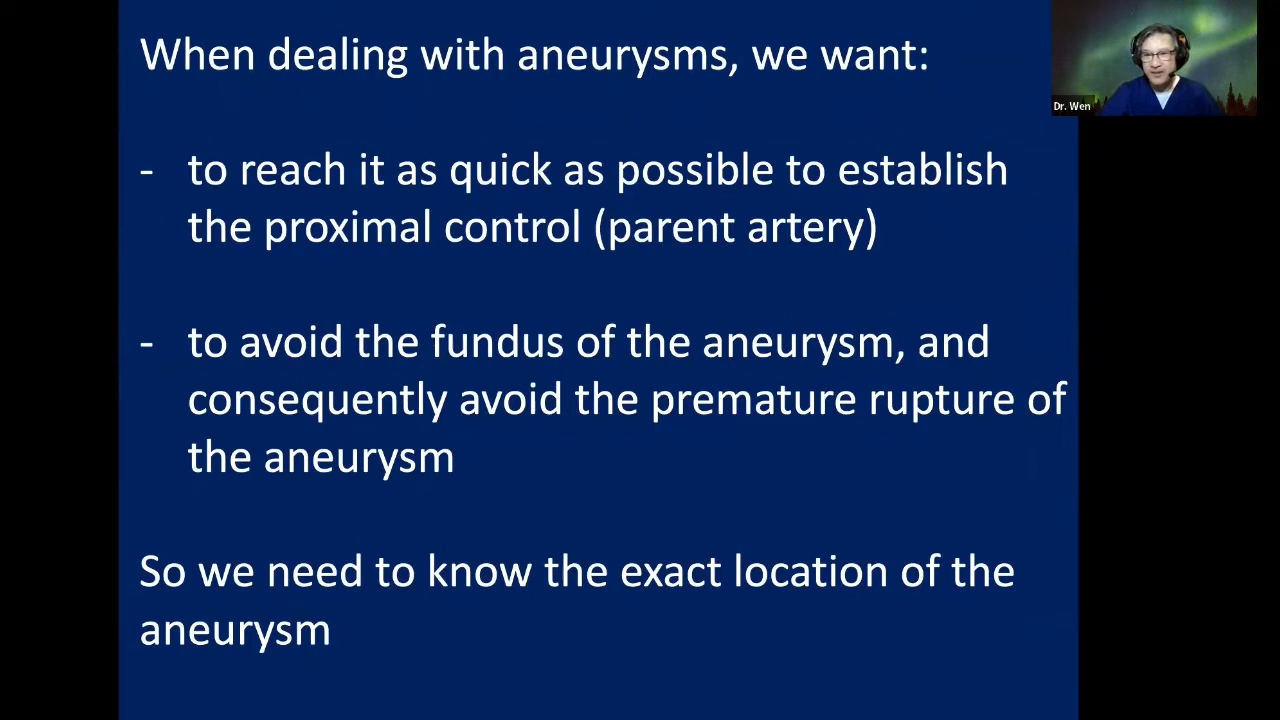 When dealing with aneurysms, we want:
- to reach it as quick as possible to establish
the proximal control (parent artery)
- to avoid the fundus of the aneurysm, and
consequently avoid the premature rupture of
the aneurysm
So we need to know the exact location of the
aneurysm
Dr. Wen